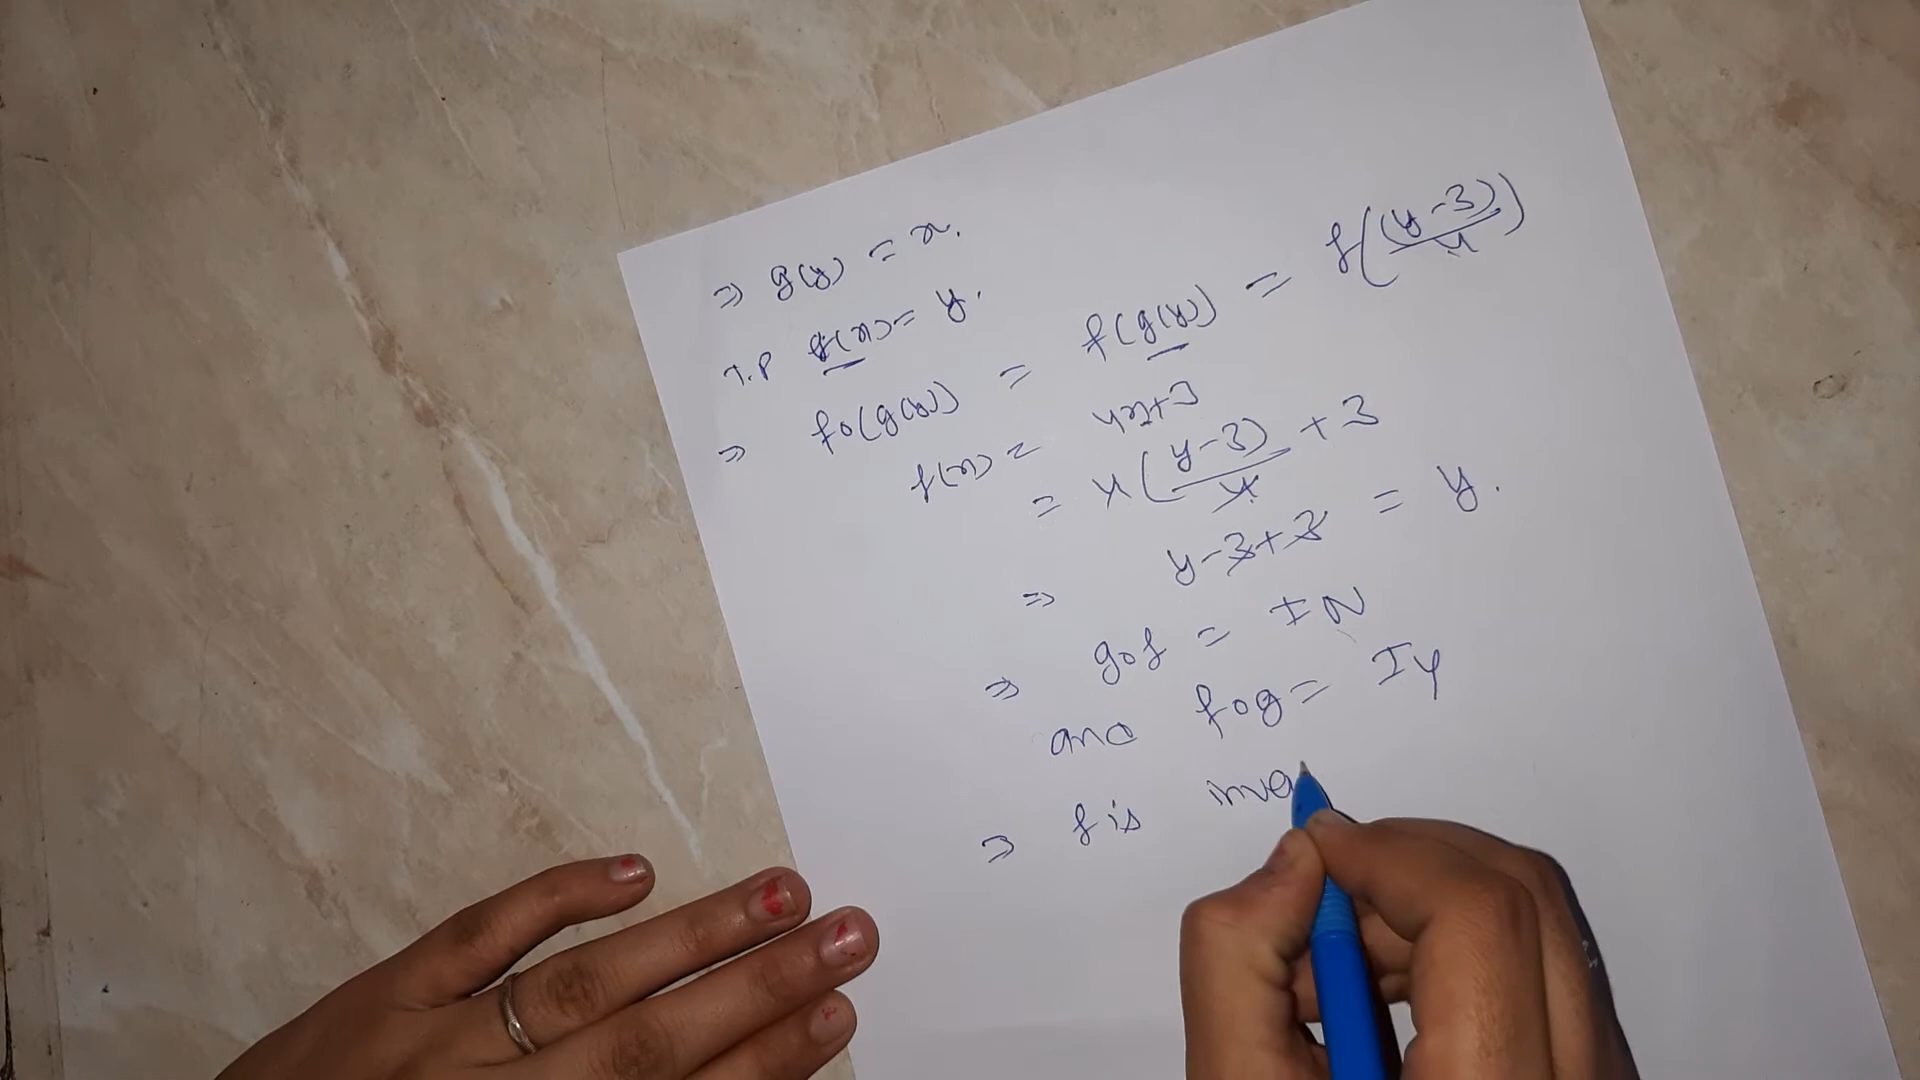 ⇒ g(y) = x.
T.P f(x) = y.
⇒ fo(g(y)) = f(g(y)) = f((y-3)/4)
f(x) = 4x+3
= 4((y-3)/4) + 3
⇒ y-3+3 = y.
⇒ gof = IN
and fog = IY
⇒ f is inve